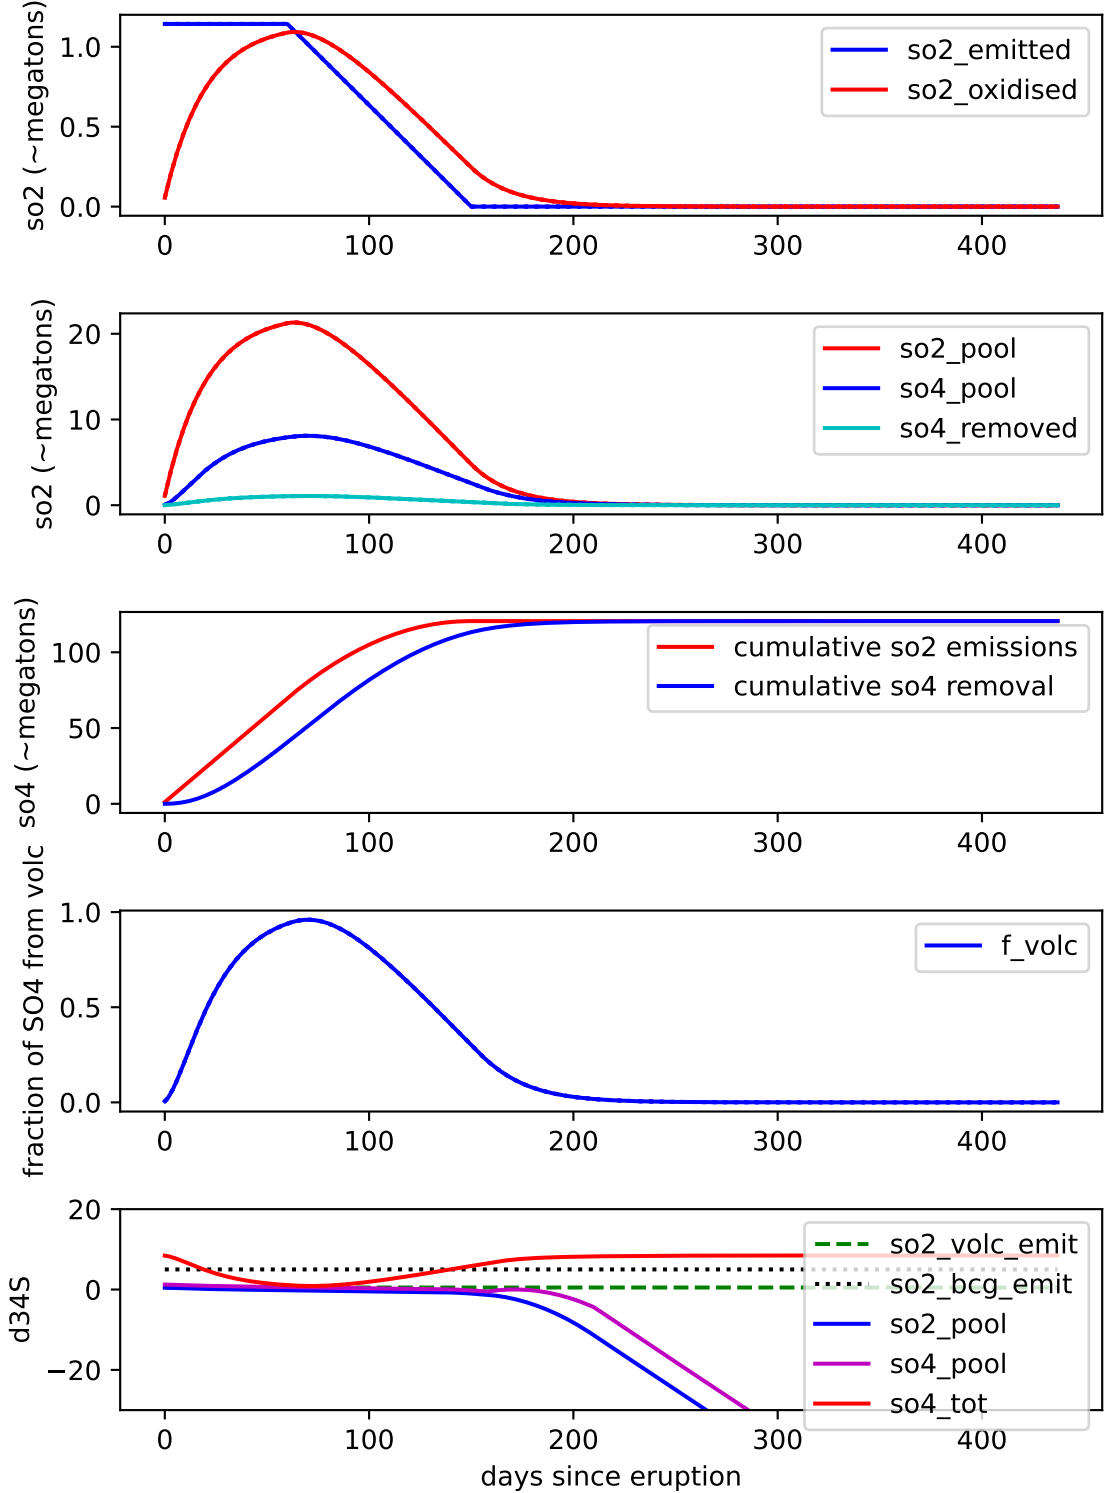 so2 (~megatons)
1.0
0.5
0.0
so2_emitted
so2_oxidised
0 100 200 300 400
so2 (~megatons)
20
10
0
so2_pool
so4_pool
so4_removed
0 100 200 300 400
so4 (~megatons)
100
50
0
cumulative so2 emissions
cumulative so4 removal
0 100 200 300 400
fraction of SO4 from volc
1.0
0.5
0.0
f_volc
0 100 200 300 400
d34S
20
0
−20
so2_volc_emit
so2_bcg_emit
so2_pool
so4_pool
so4_tot
0 100 200 300 400
days since eruption